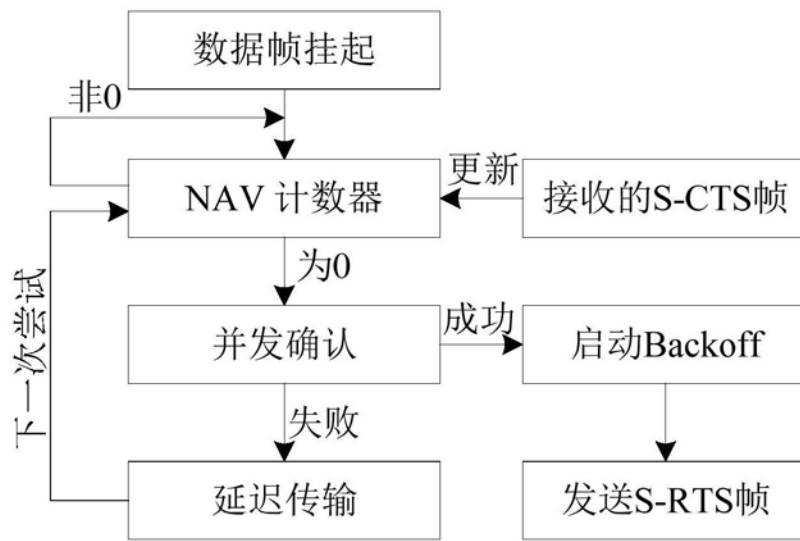 数据帧挂起
非0
NAV 计数器
更新
接收的S-CTS帧
为0
并发确认
成功
启动Backoff
下一次尝试
失败
延迟传输
发送S-RTS帧